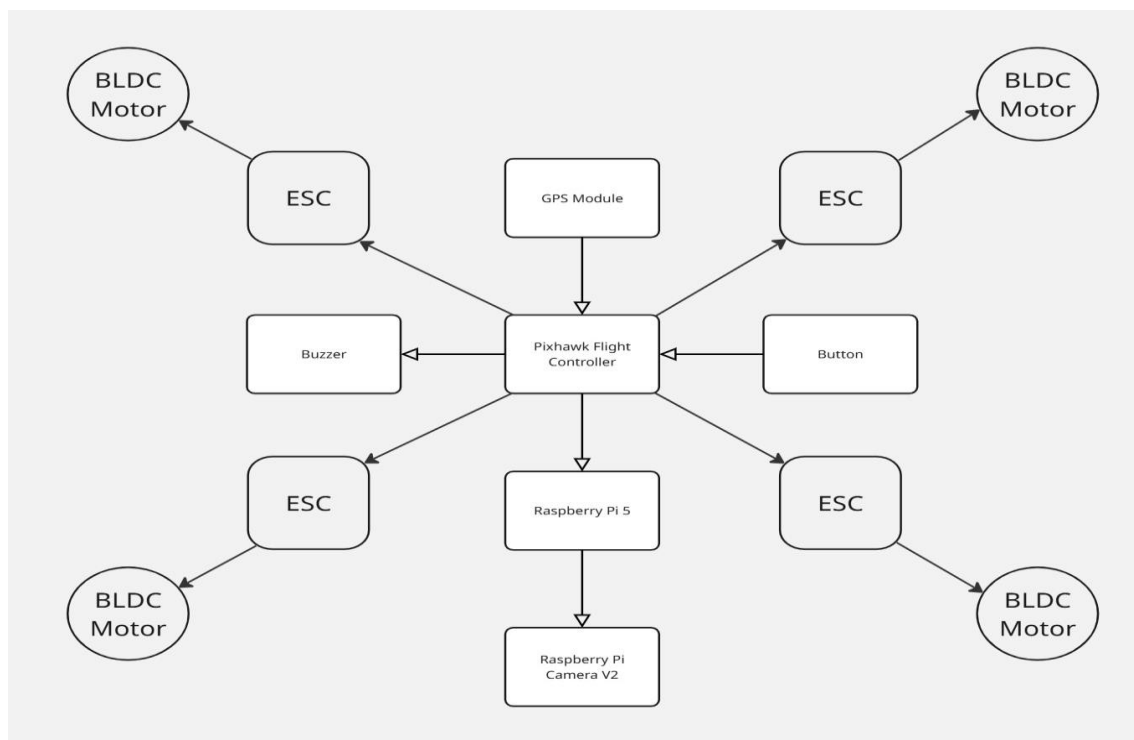 BLDC
Motor
BLDC
Motor
ESC
GPS Module
ESC
Buzzer
Pixhawk Flight
Controller
Button
ESC
Raspberry Pi 5
ESC
BLDC
Motor
Raspberry Pi
Camera V2
BLDC
Motor